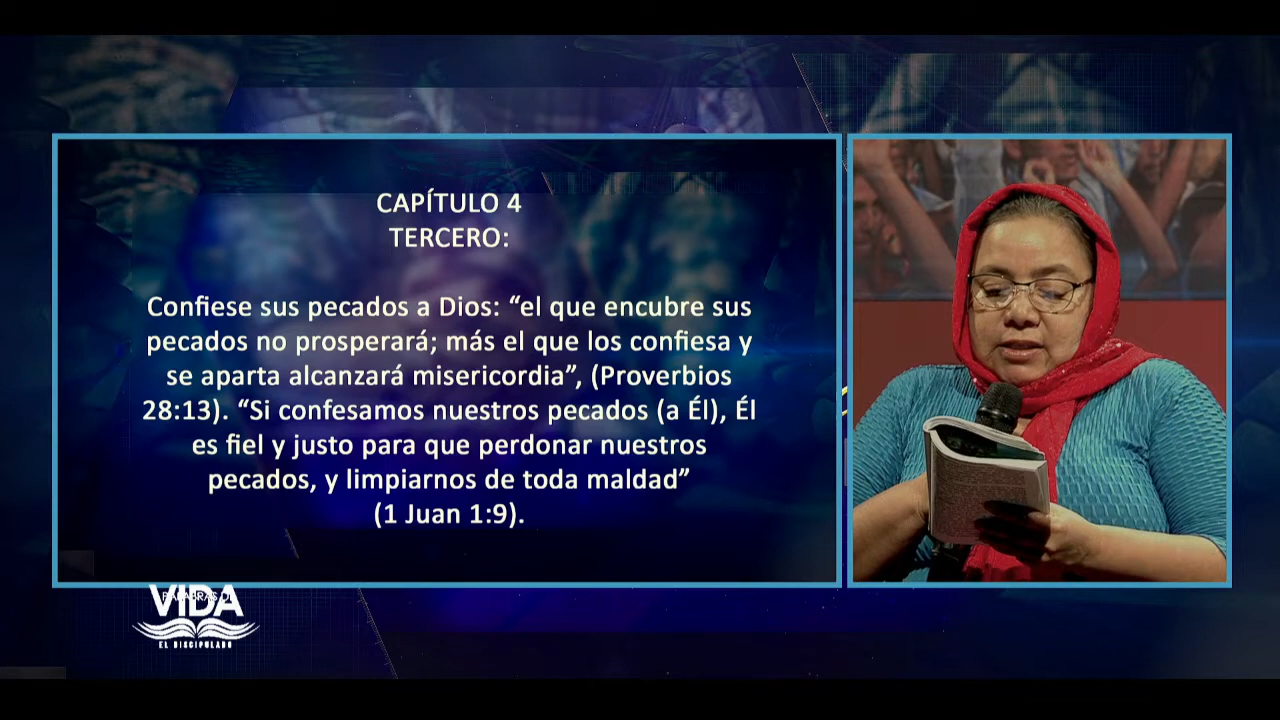 CAPÍTULO 4
TERCERO:
Confiese sus pecados a Dios: “el que encubre sus
pecados no prosperará; más el que los confiesa y
se aparta alcanzará misericordia”, (Proverbios
28:13). “Si confesamos nuestros pecados (a Él), Él
es fiel y justo para que perdonar nuestros
pecados, y limpiarnos de toda maldad”
(1 Juan 1:9).
PALABRAS DE
VIDA
EL DISCIPULADO